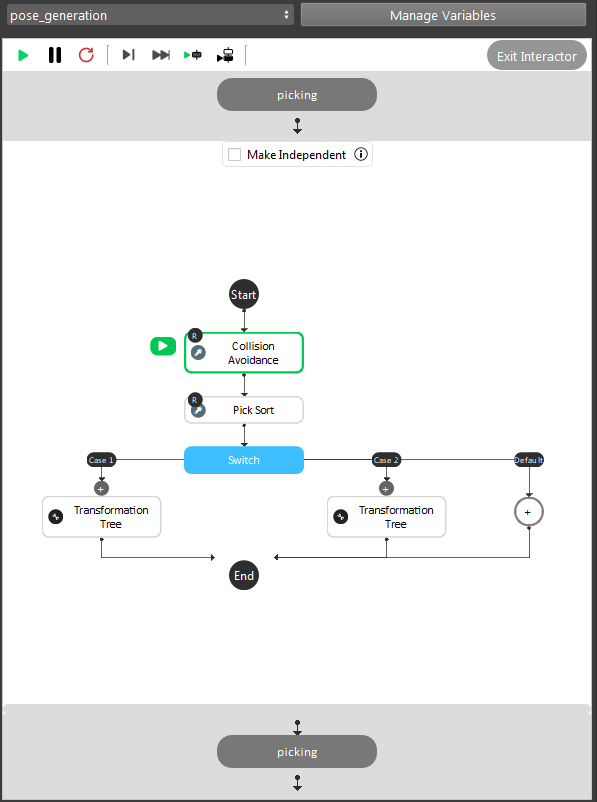 pose_generation
Manage Variables
Exit Interactor
picking
Make Independent
Start
R
Collision
Avoidance
R
Pick Sort
Case 1
Switch
Case 2
Default
Transformation
Tree
Transformation
Tree
End
picking